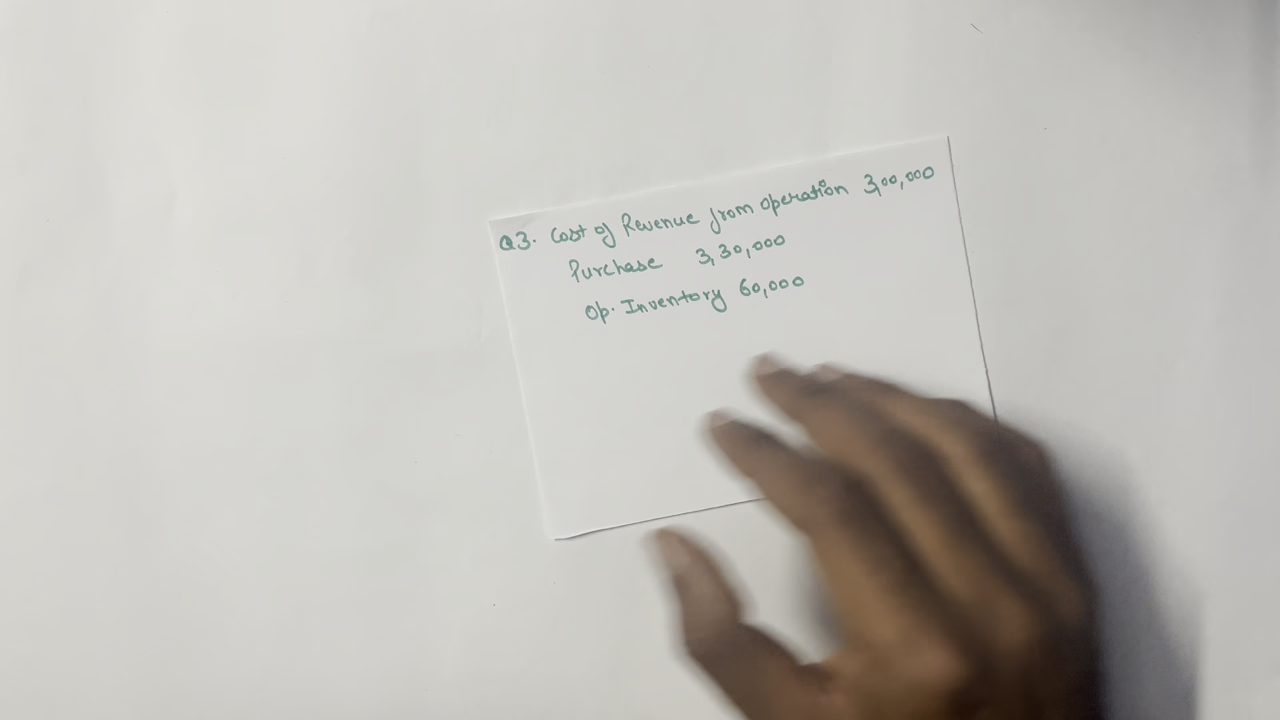 Q3. Cost of Revenue from operation 3,00,000
Purchase 3,30,000
Op. Inventory 60,000